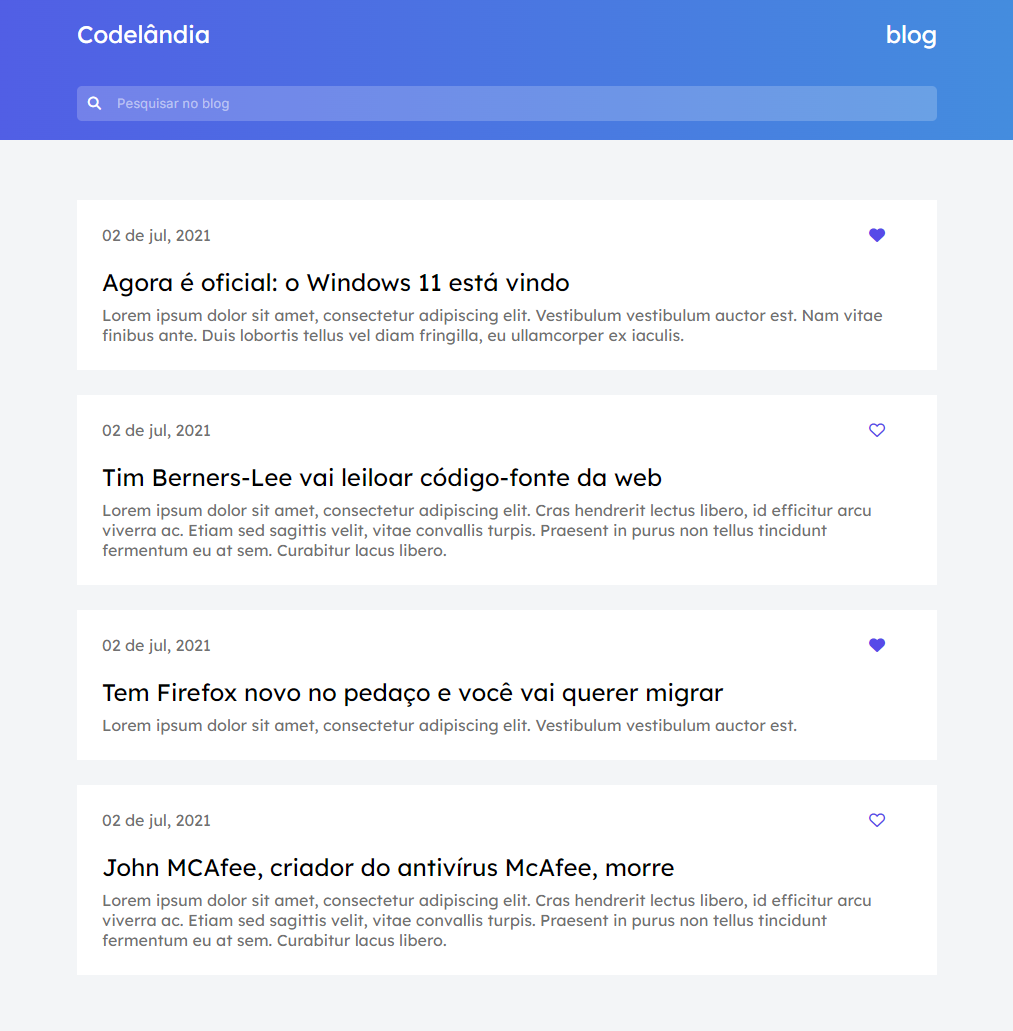 Codelândia
blog
Pesquisar no blog
02 de jul, 2021
Agora é oficial: o Windows 11 está vindo
Lorem ipsum dolor sit amet, consectetur adipiscing elit. Vestibulum vestibulum auctor est. Nam vitae
finibus ante. Duis lobortis tellus vel diam fringilla, eu ullamcorper ex iaculis.
02 de jul, 2021
Tim Berners-Lee vai leiloar código-fonte da web
Lorem ipsum dolor sit amet, consectetur adipiscing elit. Cras hendrerit lectus libero, id efficitur arcu
viverra ac. Etiam sed sagittis velit, vitae convallis turpis. Praesent in purus non tellus tincidunt
fermentum eu at sem. Curabitur lacus libero.
02 de jul, 2021
Tem Firefox novo no pedaço e você vai querer migrar
Lorem ipsum dolor sit amet, consectetur adipiscing elit. Vestibulum vestibulum auctor est.
02 de jul, 2021
John MCAfee, criador do antivírus McAfee, morre
Lorem ipsum dolor sit amet, consectetur adipiscing elit. Cras hendrerit lectus libero, id efficitur arcu
viverra ac. Etiam sed sagittis velit, vitae convallis turpis. Praesent in purus non tellus tincidunt
fermentum eu at sem. Curabitur lacus libero.